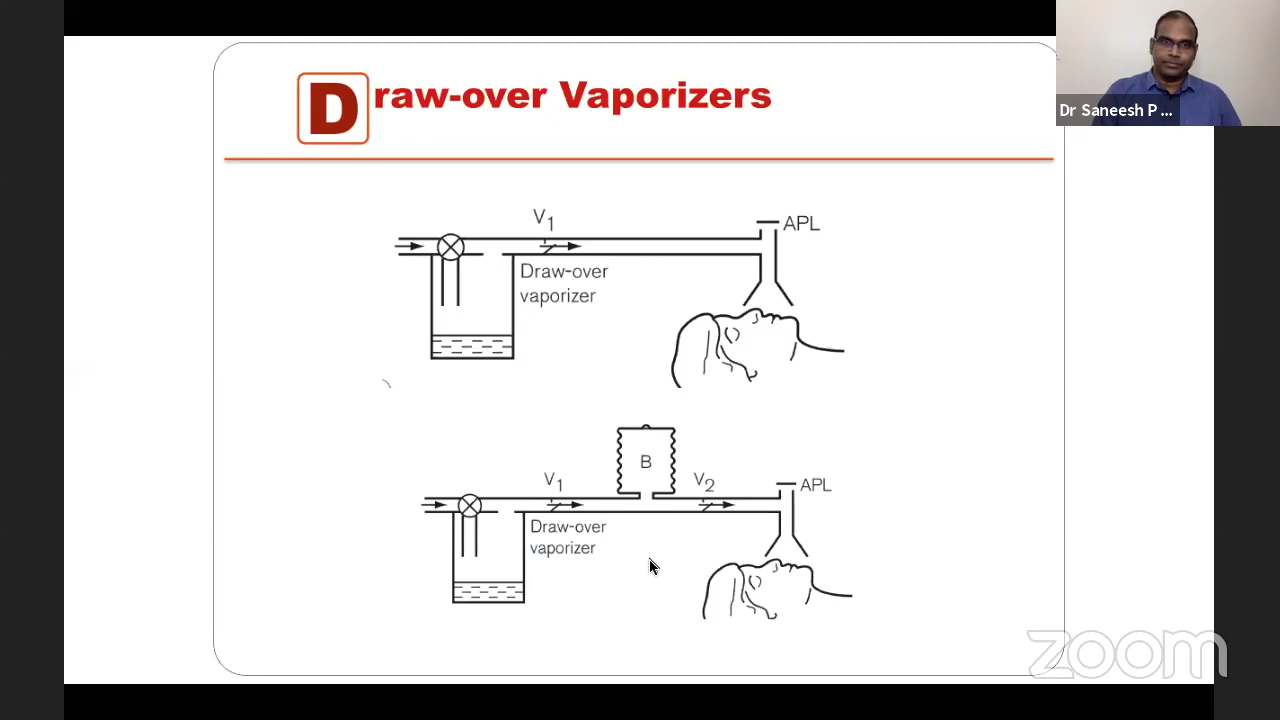 Draw-over Vaporizers
Dr Saneesh P ...
V1
APL
Draw-over
vaporizer
B
V1
V2
APL
Draw-over
vaporizer
zoom